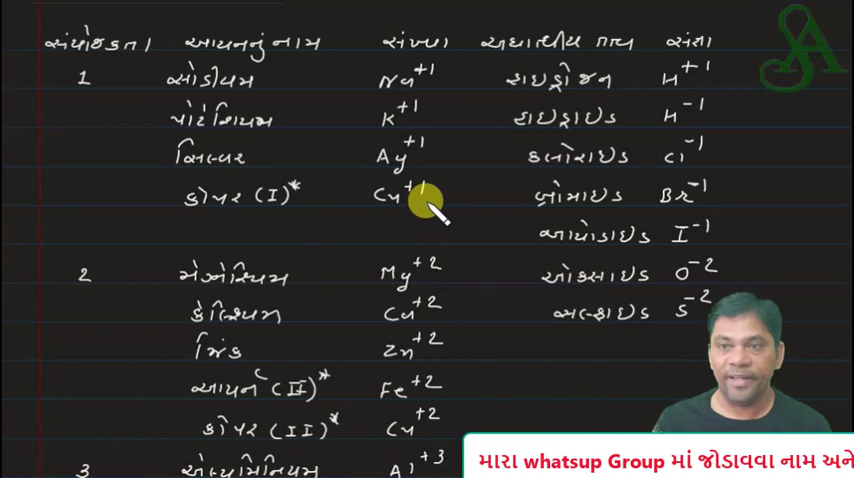 સંયોજકતા આયનનું નામ સંજ્ઞા અધાત્વીય તત્વ સંજ્ઞા
1 સોડીયમ Na+1 હાઇડ્રોજન H+1
પોટેશિયમ K+1 હાઇડ્રાઇડ H-1
સિલ્વર Ag+1 કલોરાઇડ Cl-1
કોપર (I)* Cu+1 બ્રોમાઇડ Br-1
આયોડાઇડ I-1
2 મેગ્નેશિયમ Mg+2 ઓકસાઇડ O-2
કેલ્શિયમ Ca+2 સલ્ફાઇડ S-2
ઝિંક Zn+2
આયર્ન (II)* Fe+2
કોપર (II)* Cu+2
3 એલ્યુમિનિયમ Al+3
મારા whatsup Group માં જોડાવવા નામ અને